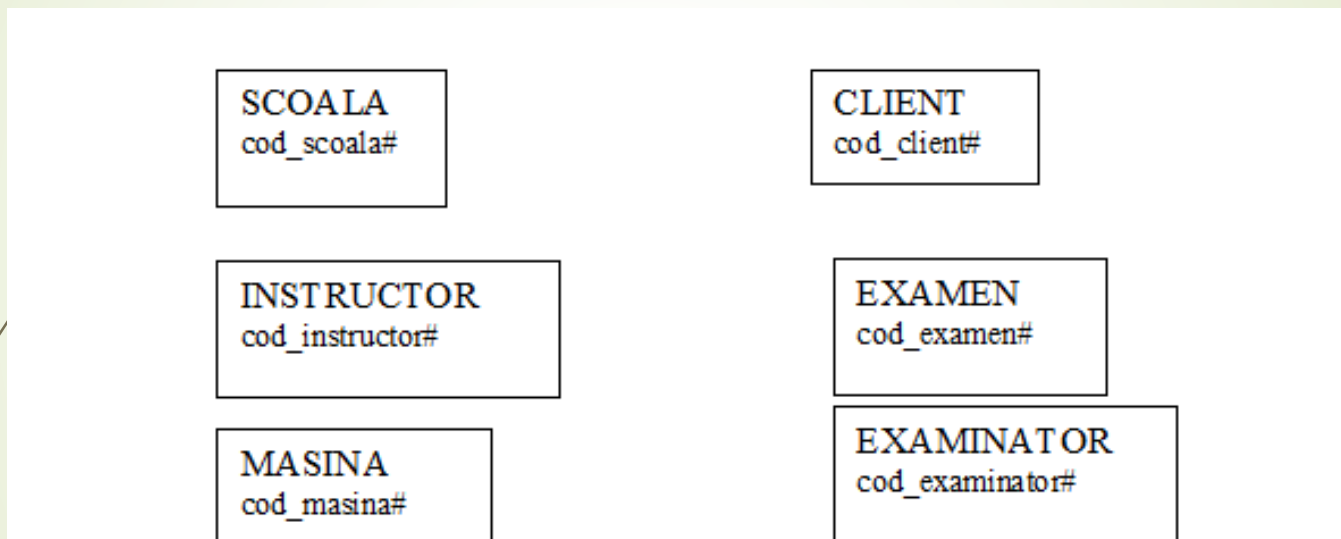 SCOALA
cod_scoala#
CLIENT
cod_client#
INSTRUCTOR
cod_instructor#
EXAMEN
cod_examen#
MASINA
cod_masina#
EXAMINATOR
cod_examinator#